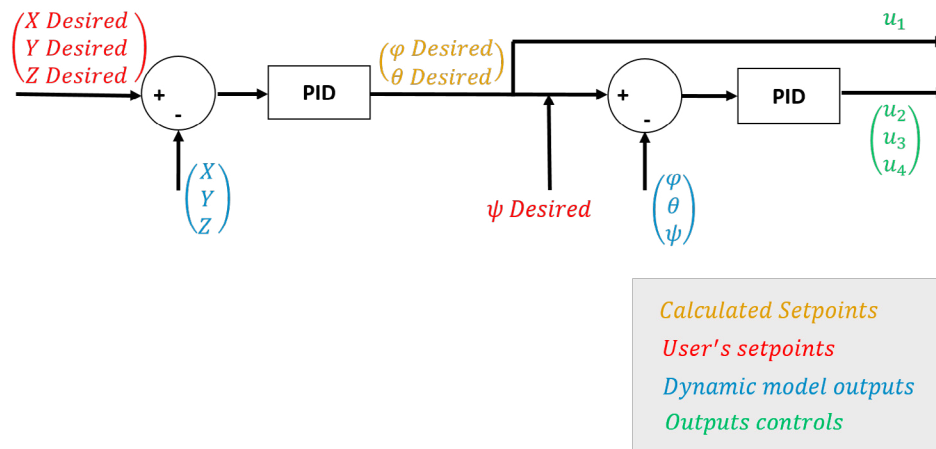 X Desired
Y Desired
Z Desired
+
-
PID
φ Desired
θ Desired
X
Y
Z
ψ Desired
+
-
φ
θ
ψ
PID
u₁
u₂
u₃
u₄
Calculated Setpoints
User's setpoints
Dynamic model outputs
Outputs controls